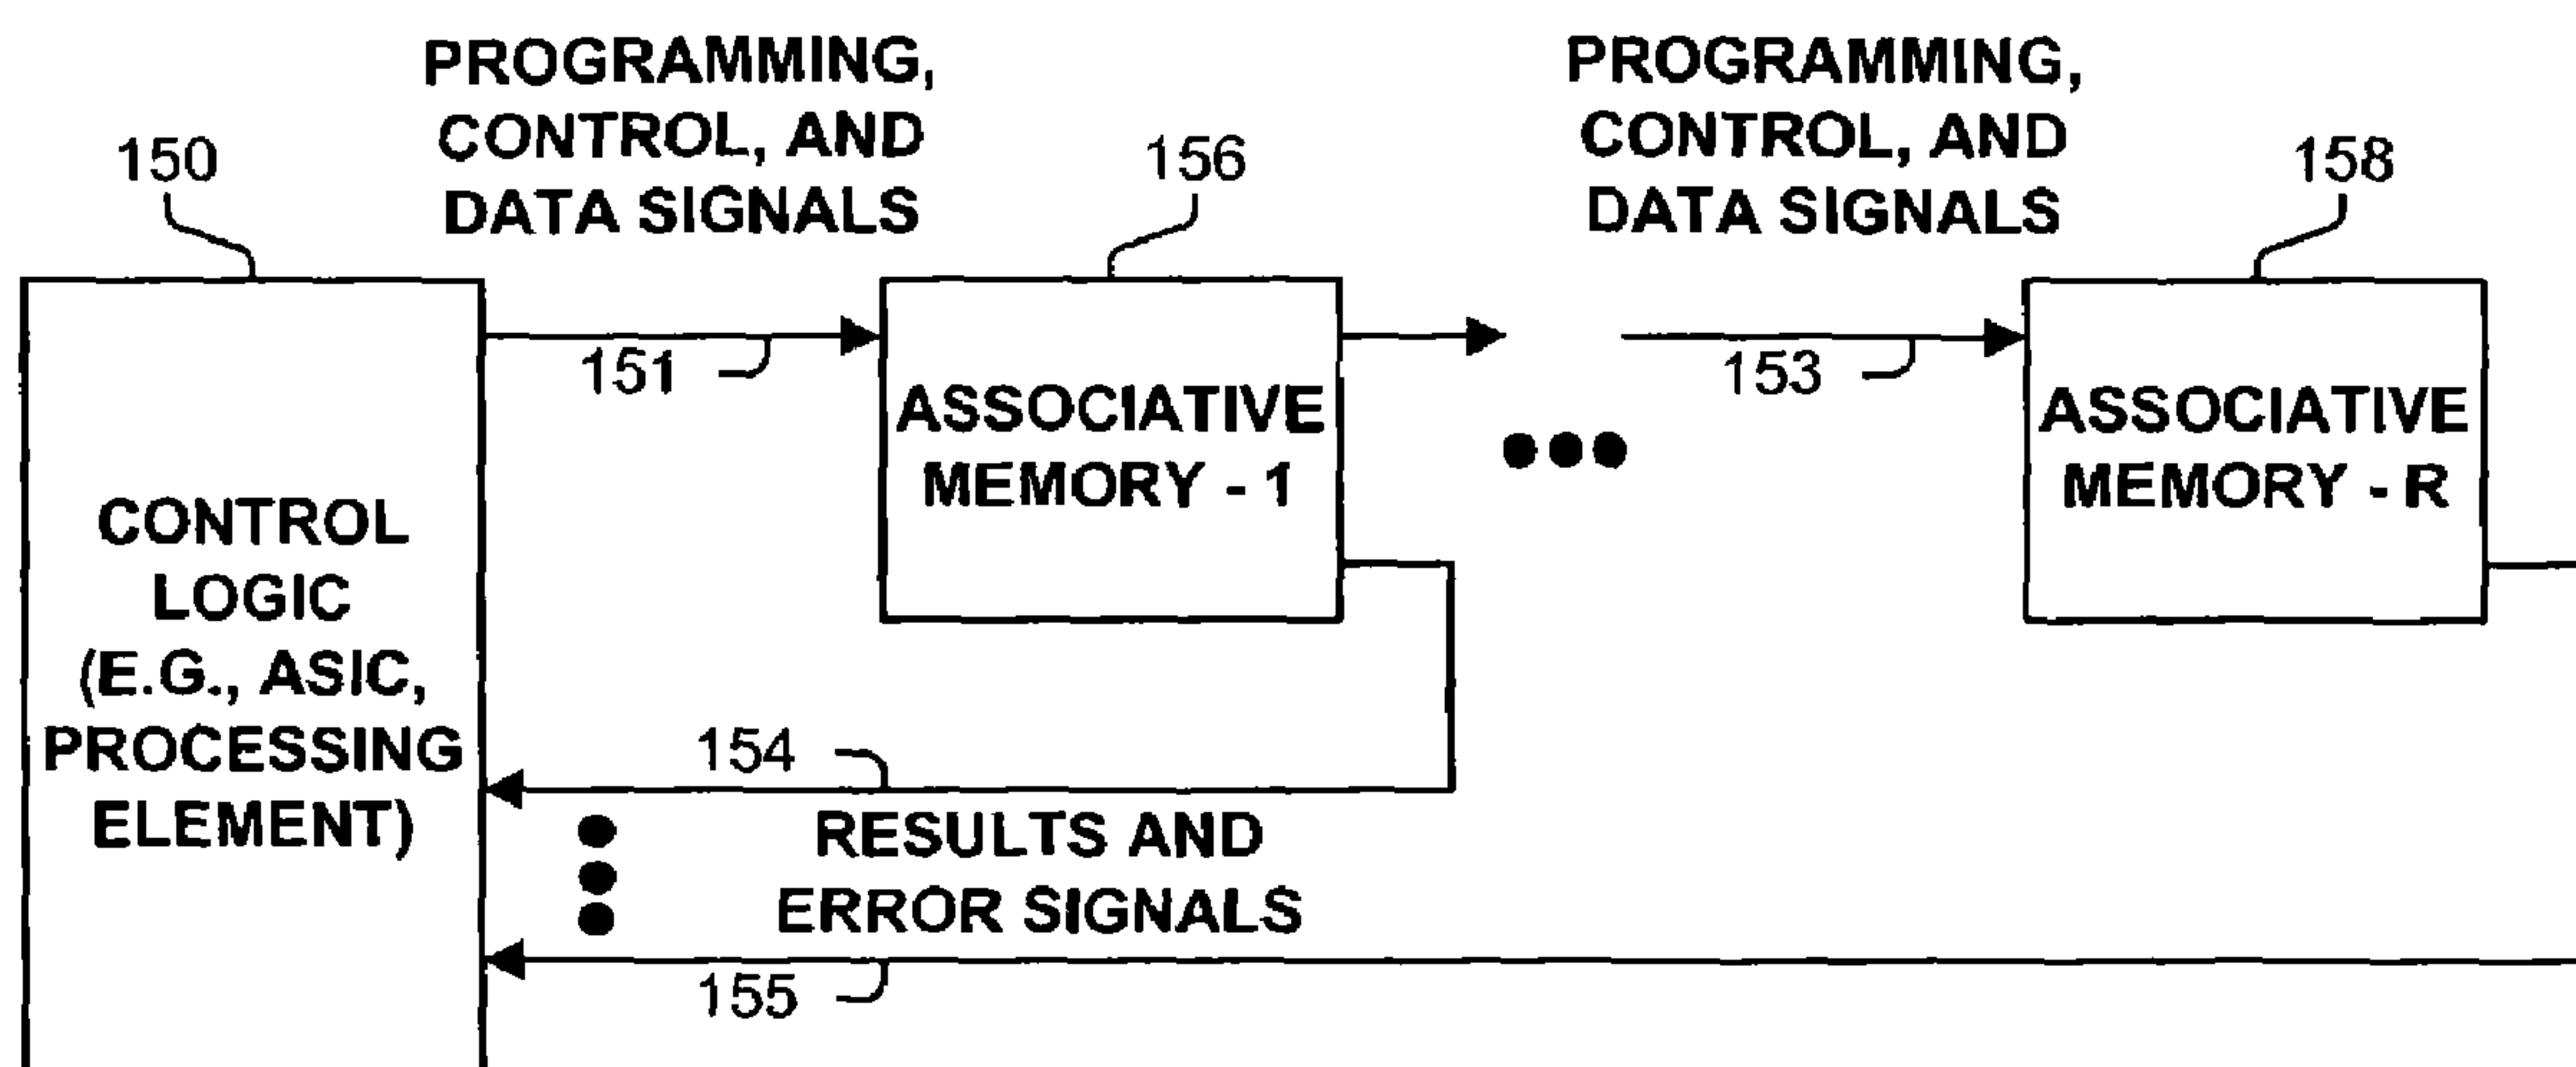 PROGRAMMING,
CONTROL, AND
DATA SIGNALS
PROGRAMMING,
CONTROL, AND
DATA SIGNALS
150
156
158
151
153
ASSOCIATIVE
MEMORY - 1
ASSOCIATIVE
MEMORY - R
CONTROL
LOGIC
(E.G., ASIC,
PROCESSING
ELEMENT)
154
RESULTS AND
ERROR SIGNALS
155